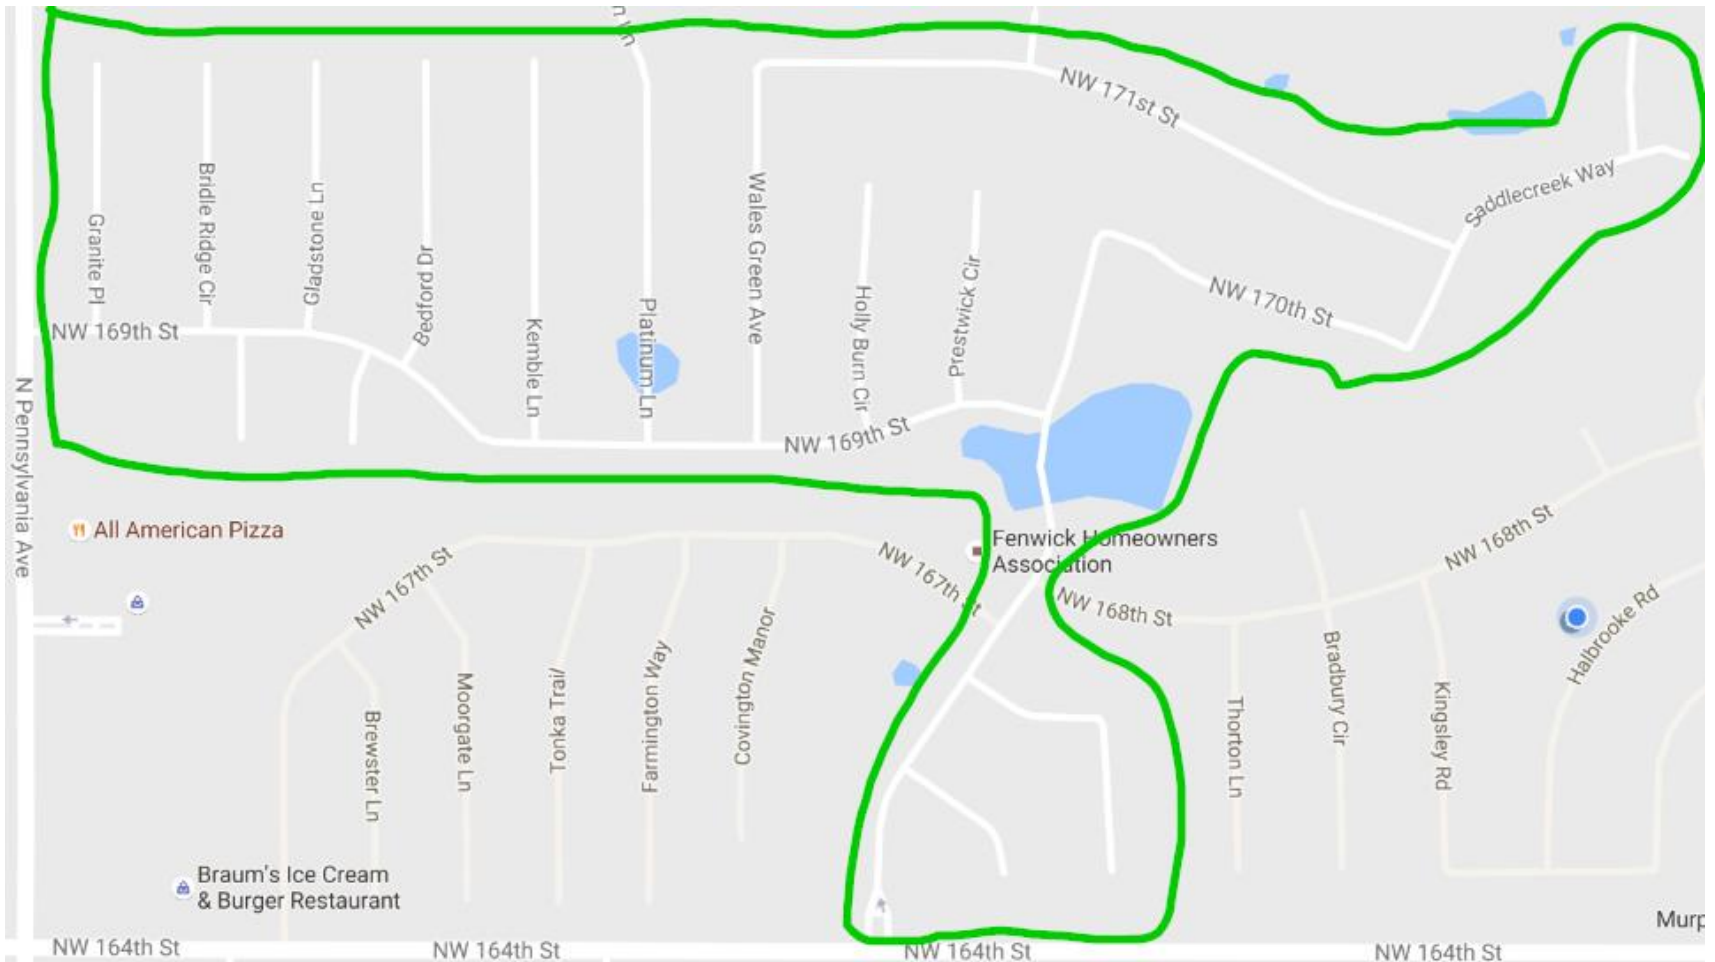 n Ln
NW 171st St
Saddlecreek Way
Granite Pl
Bridle Ridge Cir
Gladstone Ln
Bedford Dr
Kemble Ln
Platinum Ln
Wales Green Ave
Holly Burn Cir
Prestwick Cir
NW 170th St
NW 169th St
NW 169th St
N Pennsylvania Ave
All American Pizza
NW 167th St
NW 167th St
Fenwick Homeowners
Association
NW 168th St
NW 168th St
Halbrooke Rd
Brewster Ln
Moorgate Ln
Tonka Trail
Farmington Way
Covington Manor
Thorton Ln
Bradbury Cir
Kingsley Rd
Braum's Ice Cream
& Burger Restaurant
Murp
NW 164th St
NW 164th St
NW 164th St
NW 164th St